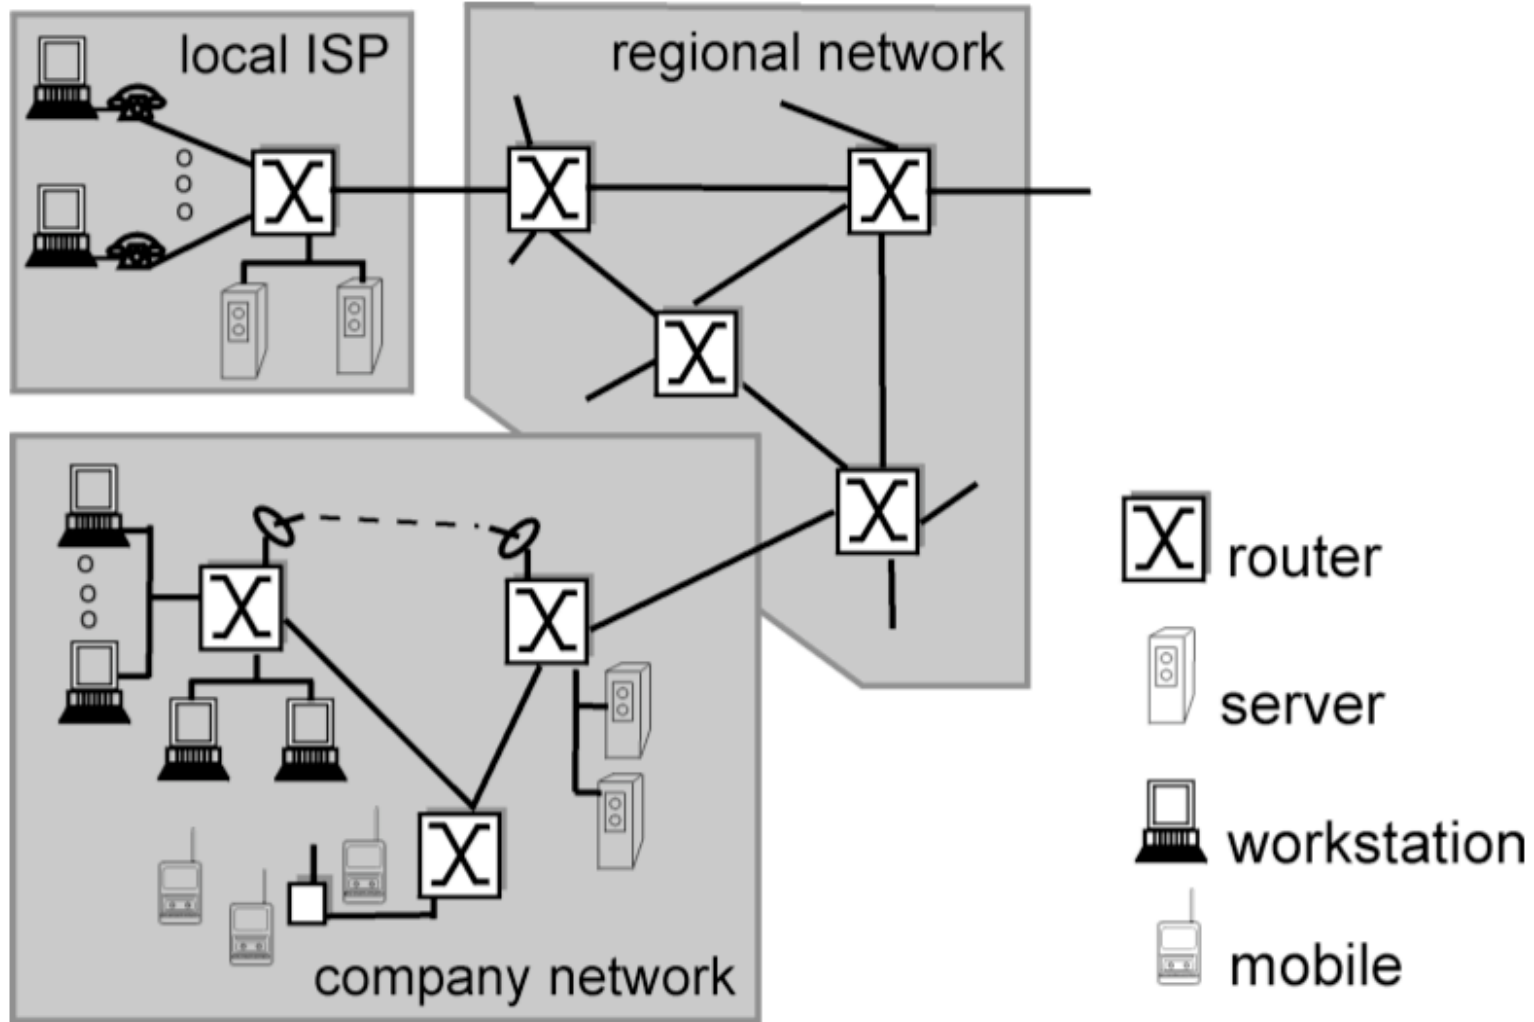 local ISP
regional network
router
server
workstation
mobile
company network